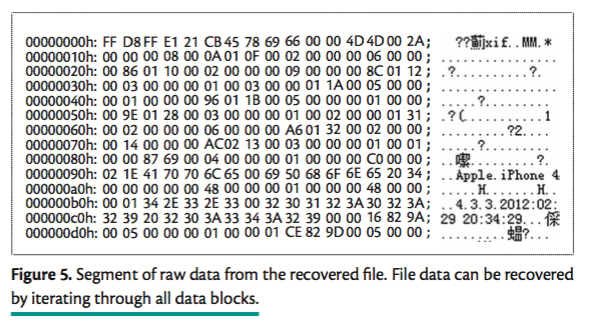 00000000h: FF D8 FF E1 21 CB 45 78 69 66 00 00 4D 4D 00 2A; ??薊xif..MM.*
00000010h: 00 00 00 08 00 0A 01 0F 00 02 00 00 00 06 00 00; ................
00000020h: 00 86 01 10 00 02 00 00 00 09 00 00 00 8C 01 12; .?...........?..
00000030h: 00 03 00 00 00 01 00 03 00 00 01 1A 00 05 00 00; ................
00000040h: 00 01 00 00 00 96 01 1B 00 05 00 00 00 01 00 00; .....?..........
00000050h: 00 9E 01 28 00 03 00 00 00 01 00 02 00 00 01 31; .?(............1
00000060h: 00 02 00 00 00 06 00 00 00 A6 01 32 00 02 00 00; .........?2....
00000070h: 00 14 00 00 00 AC 02 13 00 03 00 00 00 01 00 01; .....?..........
00000080h: 00 00 87 69 00 04 00 00 00 01 00 00 00 C0 00 00; ..........?.
00000090h: 02 1E 41 70 70 6C 65 00 69 50 68 6F 6E 65 20 34; ..Apple.iPhone 4
000000a0h: 00 00 00 00 00 48 00 00 00 01 00 00 00 48 00 00; .....H.......H..
000000b0h: 00 01 34 2E 33 2E 33 00 32 30 31 32 3A 30 32 3A; ..4.3.3.2012:02:
000000c0h: 32 39 20 32 30 3A 33 34 3A 32 39 00 00 16 82 9A; 29 20:34:29...
000000d0h: 00 05 00 00 00 01 00 00 01 CE 82 9D 00 05 00 00; .........蝹?...
Figure 5. Segment of raw data from the recovered file. File data can be recovered
by iterating through all data blocks.